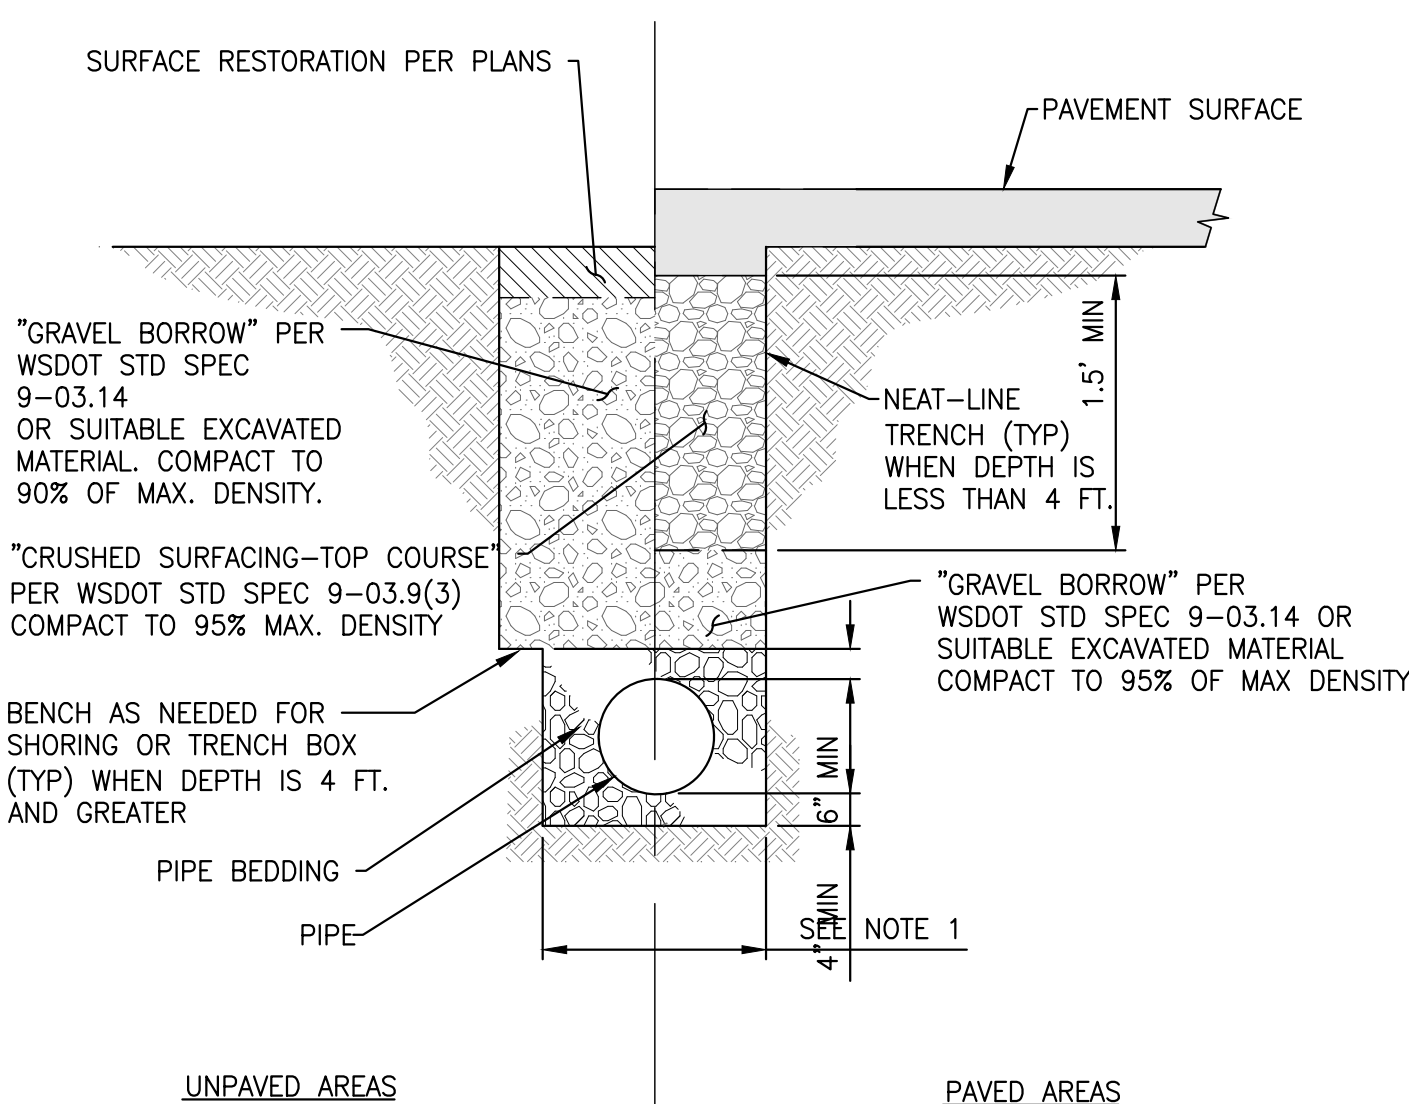 SURFACE RESTORATION PER PLANS
PAVEMENT SURFACE
"GRAVEL BORROW" PER
WSDOT STD SPEC
9-03.14
OR SUITABLE EXCAVATED
MATERIAL. COMPACT TO
90% OF MAX. DENSITY.
NEAT-LINE
TRENCH (TYP)
WHEN DEPTH IS
LESS THAN 4 FT.
1.5' MIN
"CRUSHED SURFACING-TOP COURSE"
PER WSDOT STD SPEC 9-03.9(3)
COMPACT TO 95% MAX. DENSITY
"GRAVEL BORROW" PER
WSDOT STD SPEC 9-03.14 OR
SUITABLE EXCAVATED MATERIAL
COMPACT TO 95% OF MAX DENSITY
BENCH AS NEEDED FOR
SHORING OR TRENCH BOX
(TYP) WHEN DEPTH IS 4 FT.
AND GREATER
6" MIN
PIPE BEDDING
PIPE
4" MIN
SEE NOTE 1
UNPAVED AREAS
PAVED AREAS